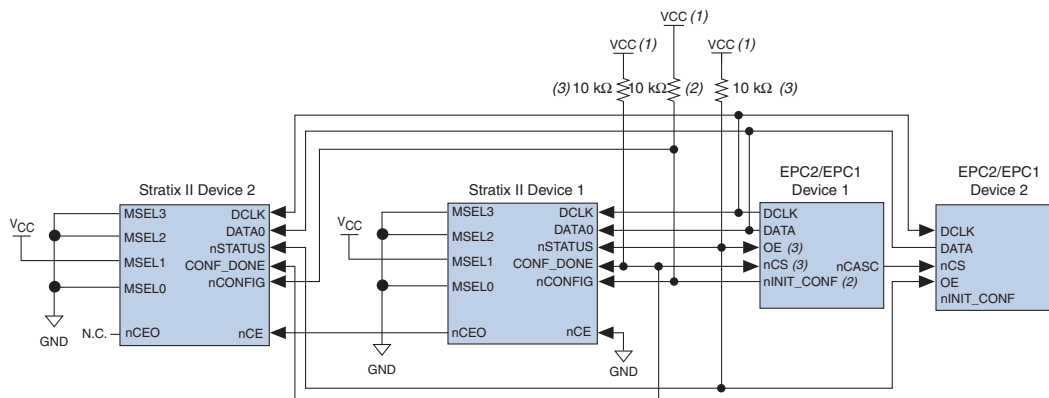 VCC (1)
VCC (1)
VCC (1)
(3) 10 kΩ
10 kΩ (2)
10 kΩ (3)
Stratix II Device 2
MSEL3
MSEL2
MSEL1
MSEL0
nCEO
DCLK
DATA0
nSTATUS
CONF_DONE
nCONFIG
nCE
VCC
GND
N.C.
Stratix II Device 1
MSEL3
MSEL2
MSEL1
MSEL0
nCEO
DCLK
DATA0
nSTATUS
CONF_DONE
nCONFIG
nCE
VCC
GND
GND
EPC2/EPC1
Device 1
DCLK
DATA
OE (3)
nCS (3)
nCASC
nINIT_CONF (2)
EPC2/EPC1
Device 2
DCLK
DATA
nCS
OE
nINIT_CONF